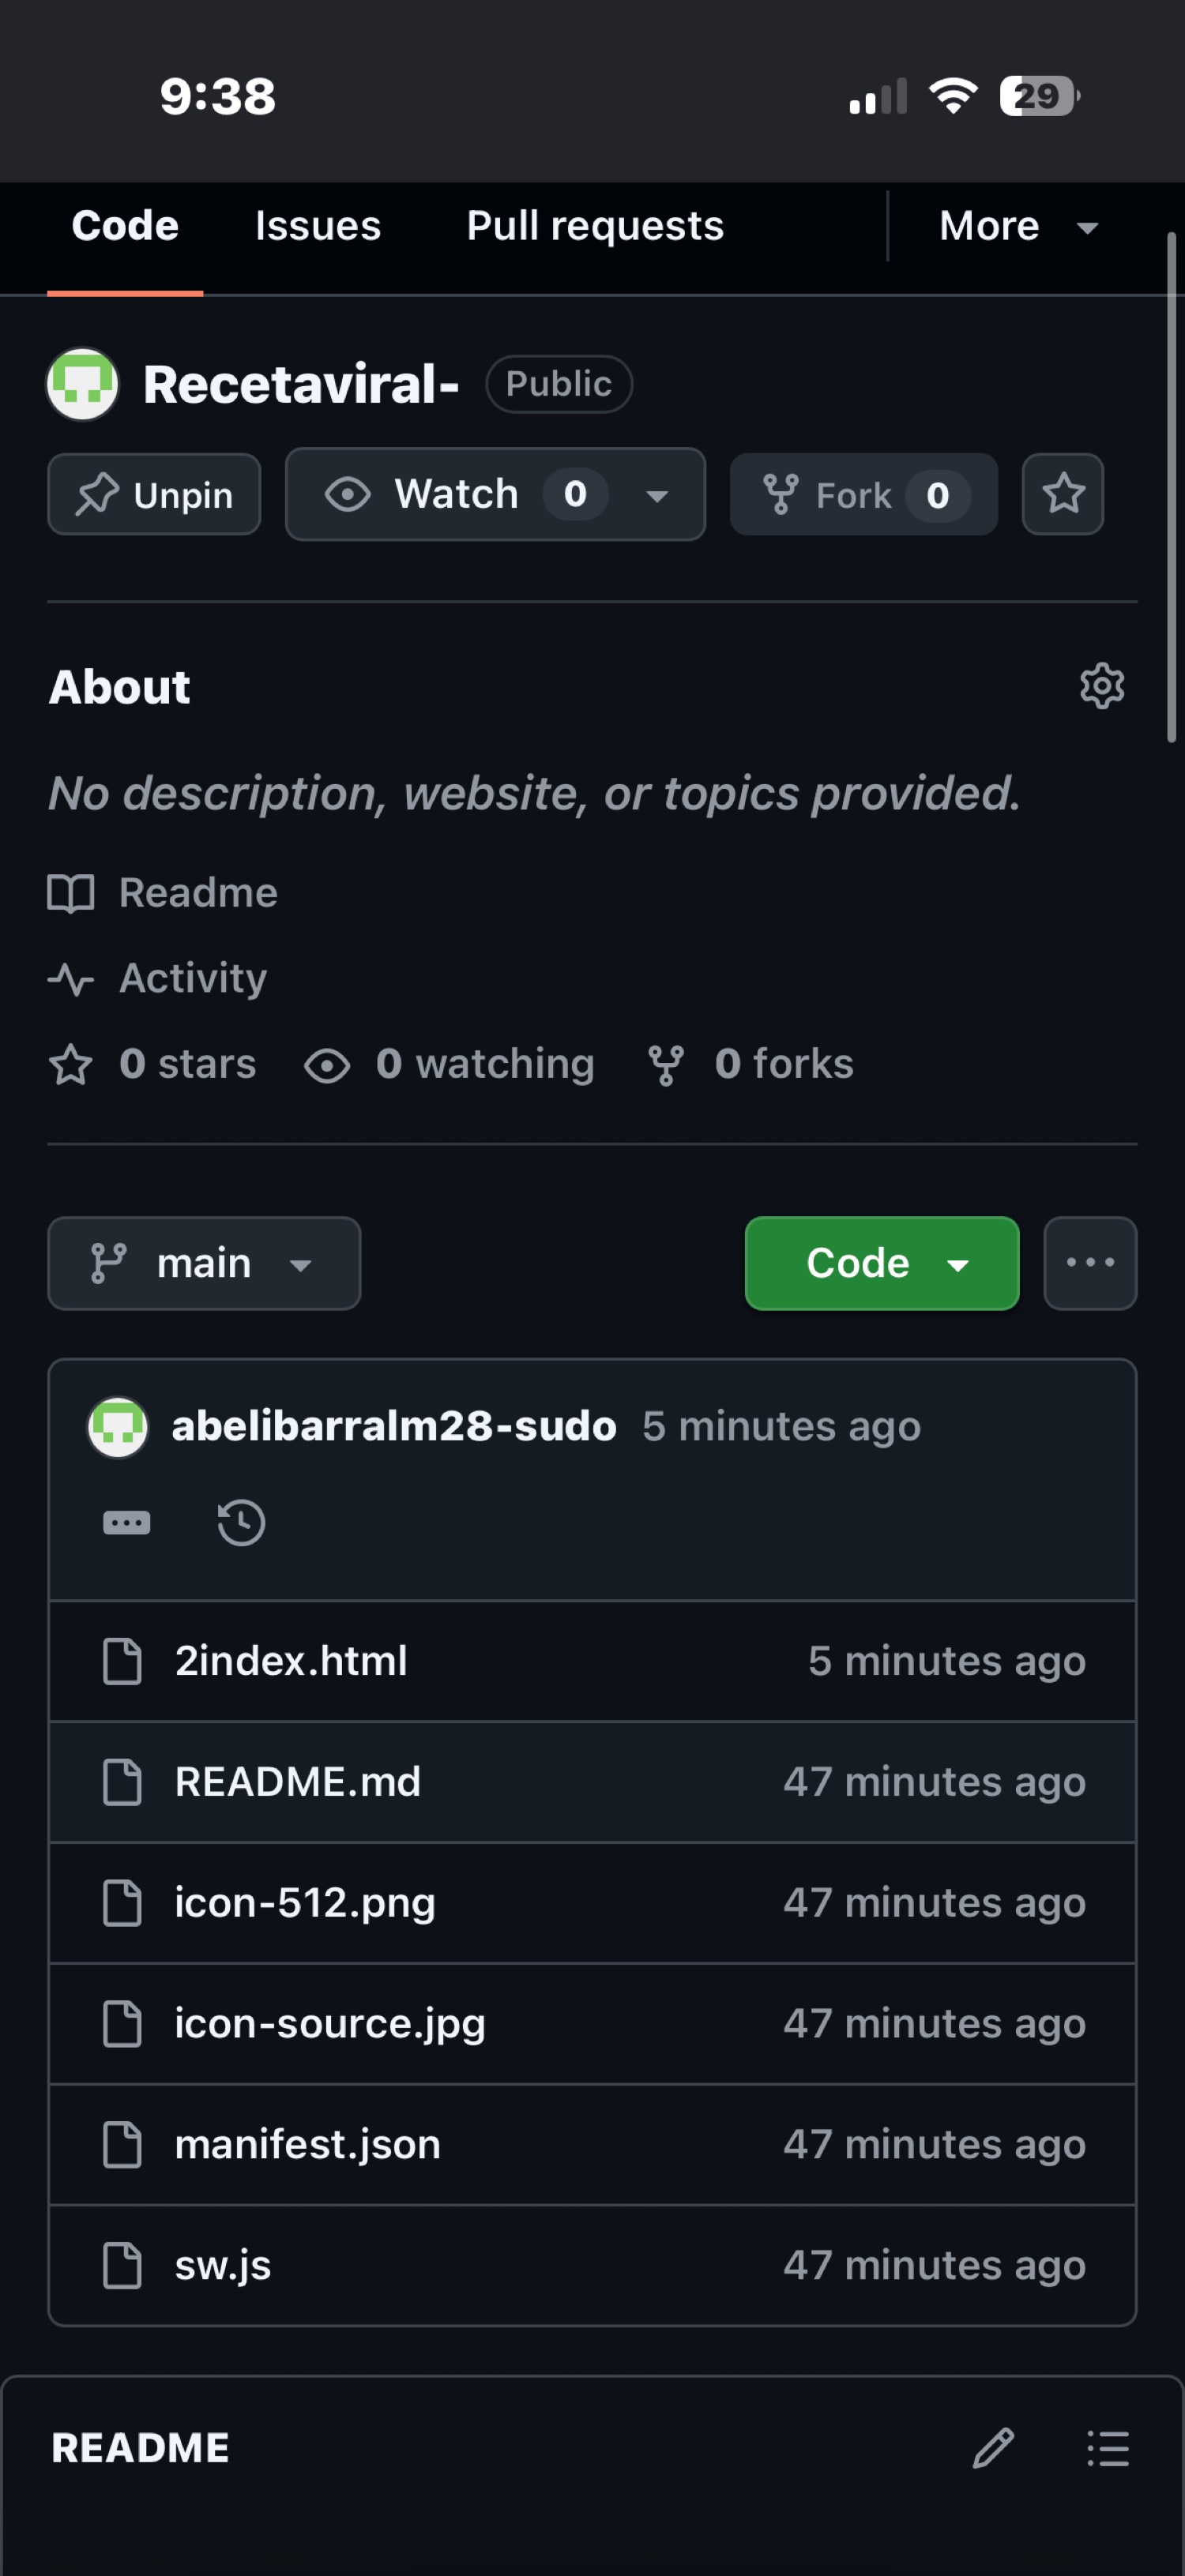 9:38
29
Code Issues Pull requests More
Recetaviral- Public
Unpin Watch 0 Fork 0
About
No description, website, or topics provided.
Readme
Activity
0 stars 0 watching 0 forks
main Code
abelibarralm28-sudo 5 minutes ago
2index.html 5 minutes ago
README.md 47 minutes ago
icon-512.png 47 minutes ago
icon-source.jpg 47 minutes ago
manifest.json 47 minutes ago
sw.js 47 minutes ago
README